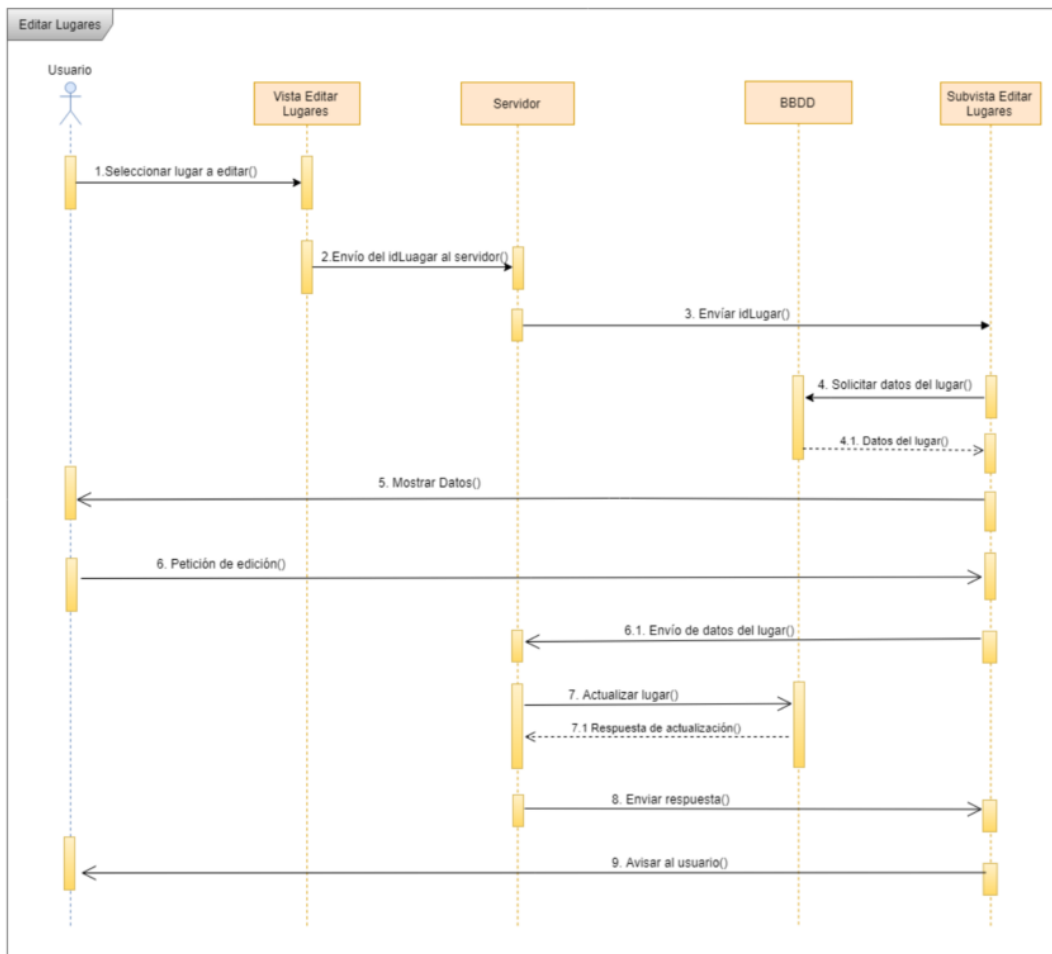 Editar Lugares
Usuario
Vista Editar
Lugares
Servidor
BBDD
Subvista Editar
Lugares
1.Seleccionar lugar a editar()
2.Envío del idLuagar al servidor()
3. Envíar idLugar()
4. Solicitar datos del lugar()
4.1. Datos del lugar()
5. Mostrar Datos()
6. Petición de edición()
6.1. Envío de datos del lugar()
7. Actualizar lugar()
7.1 Respuesta de actualización()
8. Enviar respuesta()
9. Avisar al usuario()